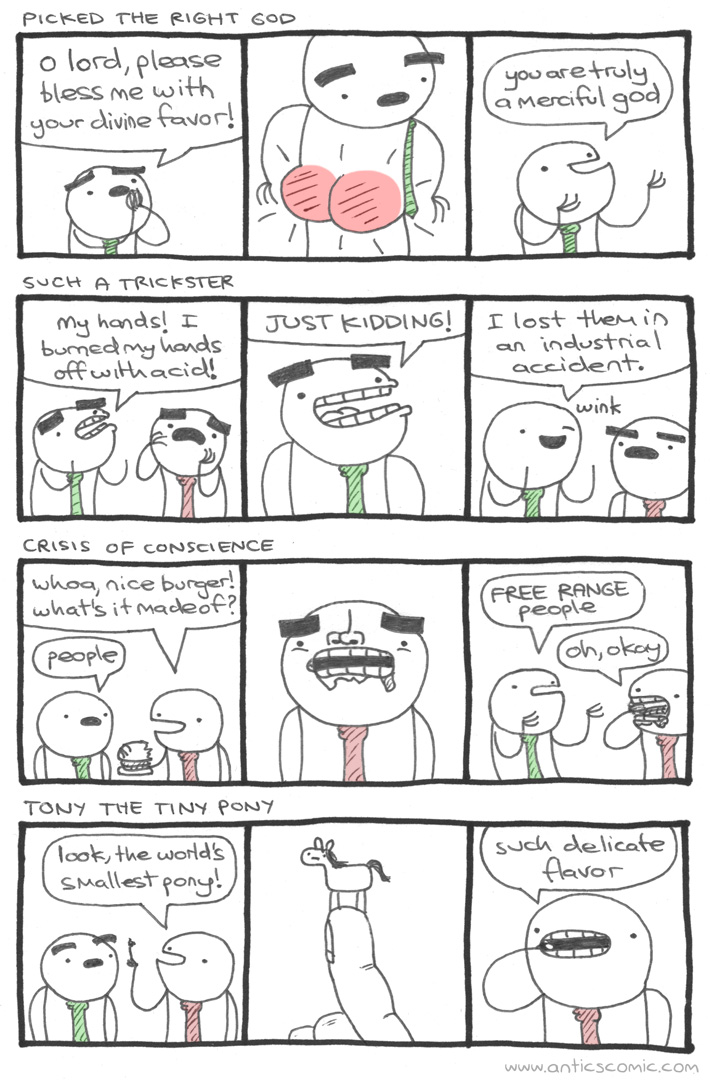 PICKED THE RIGHT GOD
o lord, please
bless me with
your divine favor!
you are truly
a merciful god
SUCH A TRICKSTER
my hands! I
burned my hands
off with acid!
JUST KIDDING!
I lost them in
an industrial
accident.
wink
CRISIS OF CONSCIENCE
whoa, nice burger!
what's it made of?
people
FREE RANGE
people
oh, okay
TONY THE TINY PONY
look, the world's
smallest pony!
such delicate
flavor
www.anticscomic.com